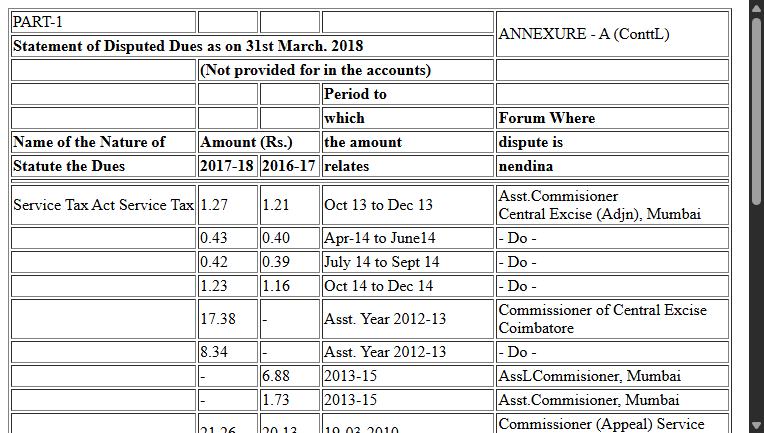 PART-1
ANNEXURE - A (ConttL)
Statement of Disputed Dues as on 31st March. 2018
(Not provided for in the accounts)
Period to
which Forum Where
Name of the Nature of Amount (Rs.) the amount dispute is
Statute the Dues 2017-18 2016-17 relates nendina
Service Tax Act Service Tax 1.27 1.21 Oct 13 to Dec 13 Asst.Commisioner
Central Excise (Adjn), Mumbai
0.43 0.40 Apr-14 to June14 - Do -
0.42 0.39 July 14 to Sept 14 - Do -
1.23 1.16 Oct 14 to Dec 14 - Do -
17.38 - Asst. Year 2012-13 Commissioner of Central Excise
Coimbatore
8.34 - Asst. Year 2012-13 - Do -
- 6.88 2013-15 AssLCommisioner, Mumbai
- 1.73 2013-15 Asst.Commisioner, Mumbai
21.26 20.13 19-03-2010 Commissioner (Appeal) Service